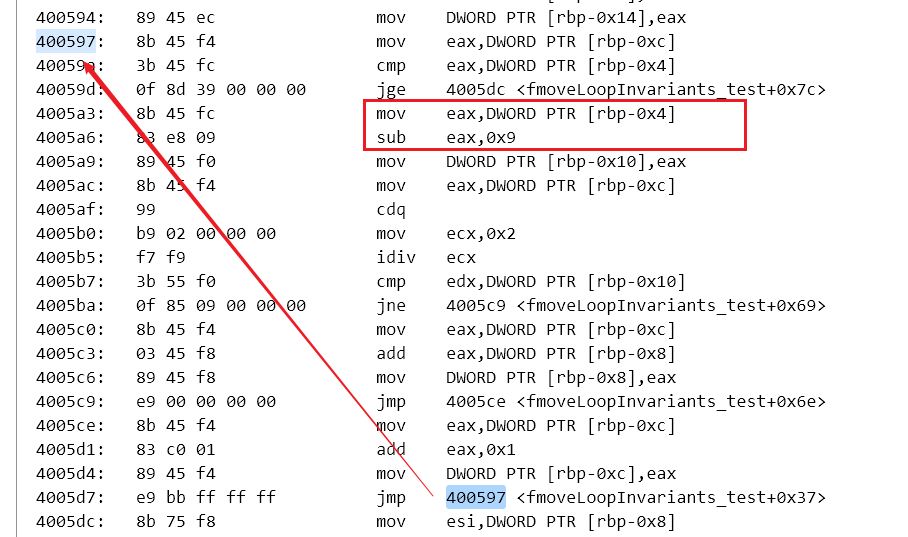 400594: 89 45 ec mov DWORD PTR [rbp-0x14],eax
400597: 8b 45 f4 mov eax,DWORD PTR [rbp-0xc]
40059a: 3b 45 fc cmp eax,DWORD PTR [rbp-0x4]
40059d: 0f 8d 39 00 00 00 jge 4005dc <fmoveLoopInvariants_test+0x7c>
4005a3: 8b 45 fc mov eax,DWORD PTR [rbp-0x4]
4005a6: 83 e8 09 sub eax,0x9
4005a9: 89 45 f0 mov DWORD PTR [rbp-0x10],eax
4005ac: 8b 45 f4 mov eax,DWORD PTR [rbp-0xc]
4005af: 99 cdq
4005b0: b9 02 00 00 00 mov ecx,0x2
4005b5: f7 f9 idiv ecx
4005b7: 3b 55 f0 cmp edx,DWORD PTR [rbp-0x10]
4005ba: 0f 85 09 00 00 00 jne 4005c9 <fmoveLoopInvariants_test+0x69>
4005c0: 8b 45 f4 mov eax,DWORD PTR [rbp-0xc]
4005c3: 03 45 f8 add eax,DWORD PTR [rbp-0x8]
4005c6: 89 45 f8 mov DWORD PTR [rbp-0x8],eax
4005c9: e9 00 00 00 00 jmp 4005ce <fmoveLoopInvariants_test+0x6e>
4005ce: 8b 45 f4 mov eax,DWORD PTR [rbp-0xc]
4005d1: 83 c0 01 add eax,0x1
4005d4: 89 45 f4 mov DWORD PTR [rbp-0xc],eax
4005d7: e9 bb ff ff ff jmp 400597 <fmoveLoopInvariants_test+0x37>
4005dc: 8b 75 f8 mov esi,DWORD PTR [rbp-0x8]